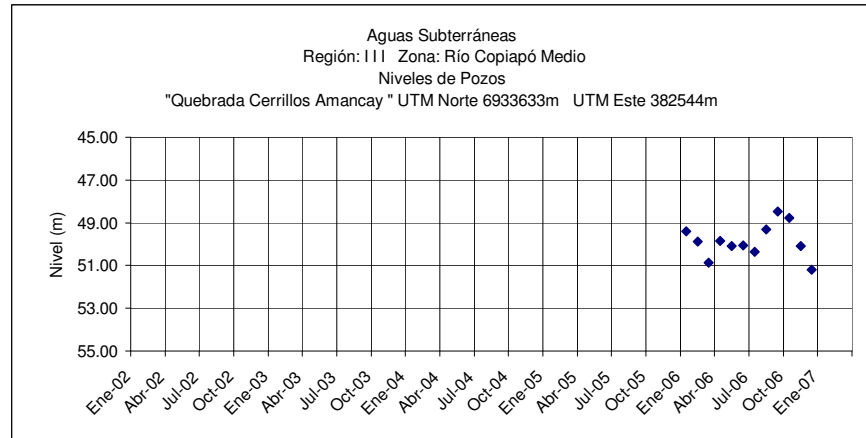 Aguas Subterráneas
Región: III Zona: Río Copiapó Medio
Niveles de Pozos
"Quebrada Cerrillos Amancay " UTM Norte 6933633m UTM Este 382544m
Nivel (m)
45.00
47.00
49.00
51.00
53.00
55.00
Ene-02
Abr-02
Jul-02
Oct-02
Ene-03
Abr-03
Jul-03
Oct-03
Ene-04
Abr-04
Jul-04
Oct-04
Ene-05
Abr-05
Jul-05
Oct-05
Ene-06
Abr-06
Jul-06
Oct-06
Ene-07